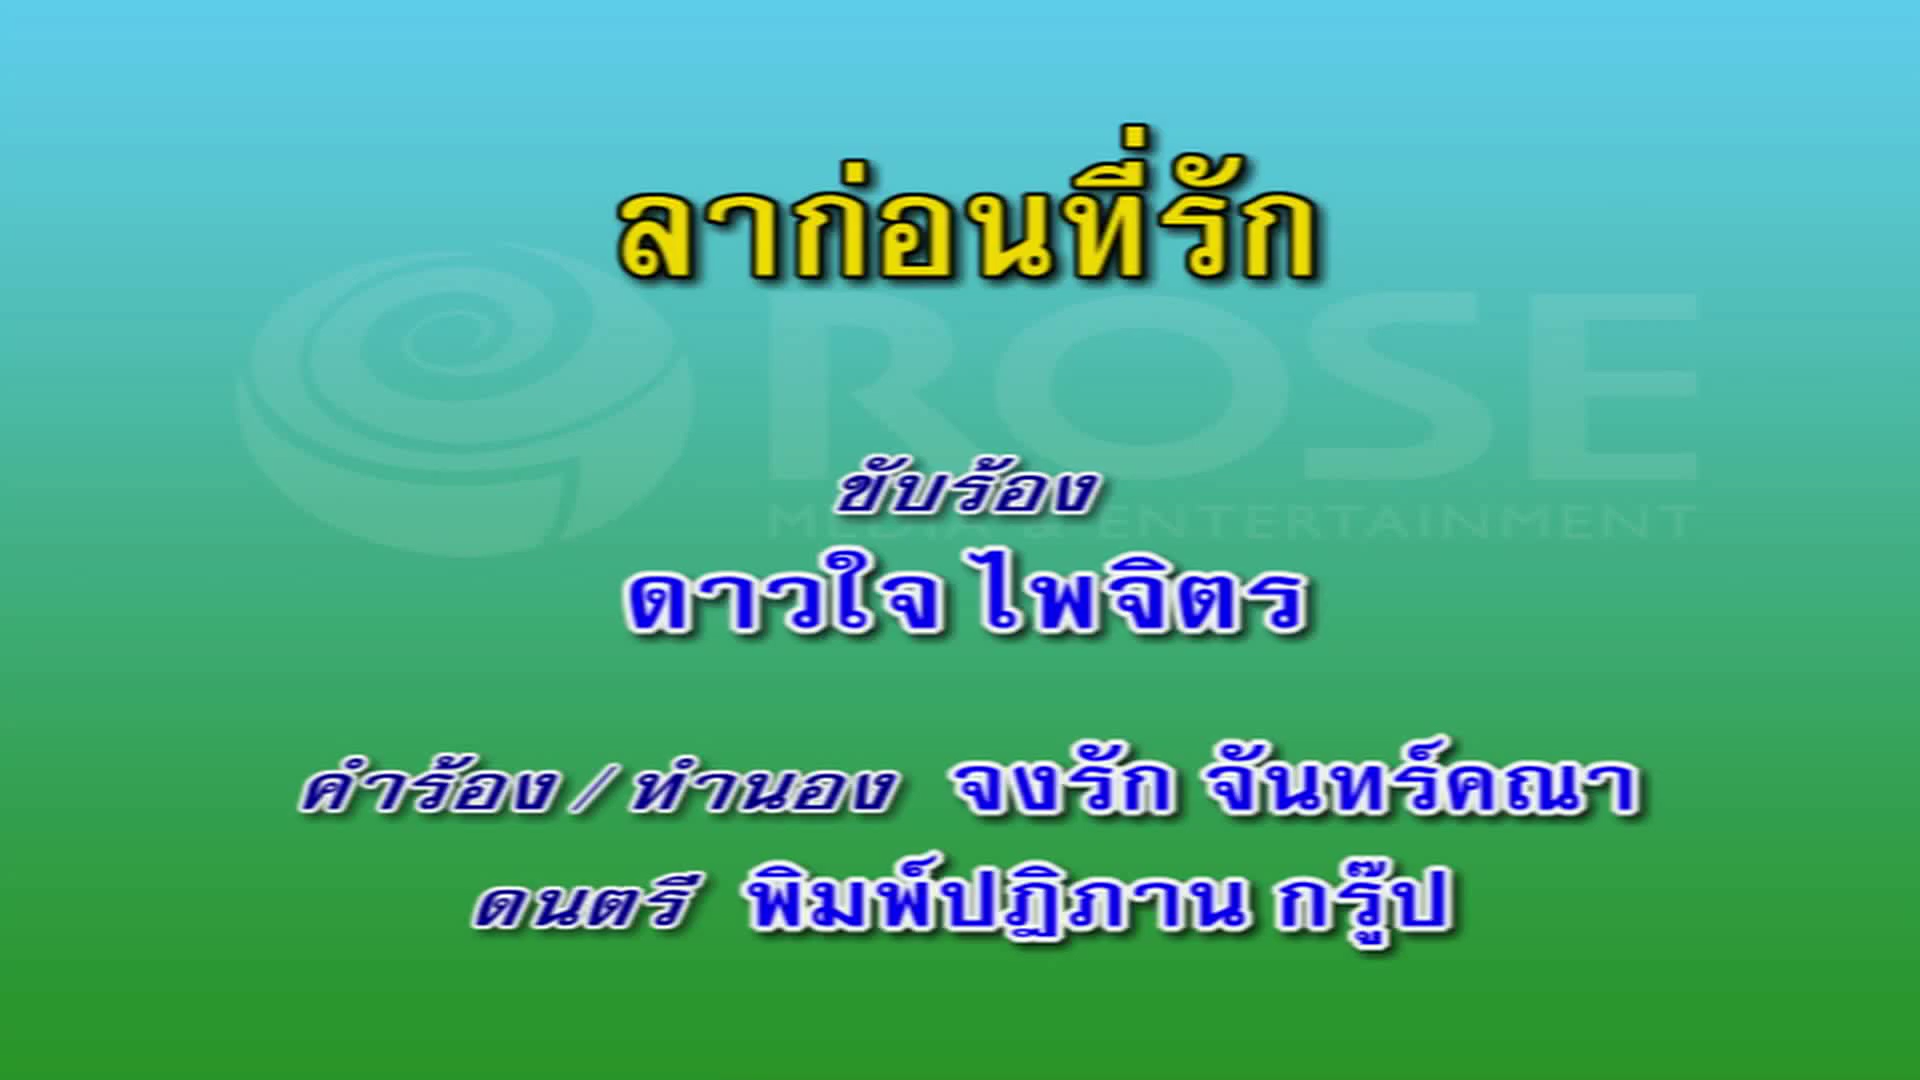 ลาก่อนที่รัก
ROSE
MEDIA & ENTERTAINMENT
ขับร้อง
ดาวใจ ไพจิตร
คำร้อง / ทำนอง จงรัก จันทร์คณา
ดนตรี พิมพ์ปฏิภาน กรู๊ป